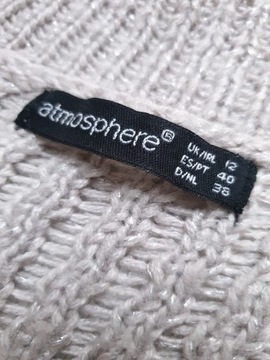 atmosphere®
UK/IRL 12
ES/PT 40
D/NL 38